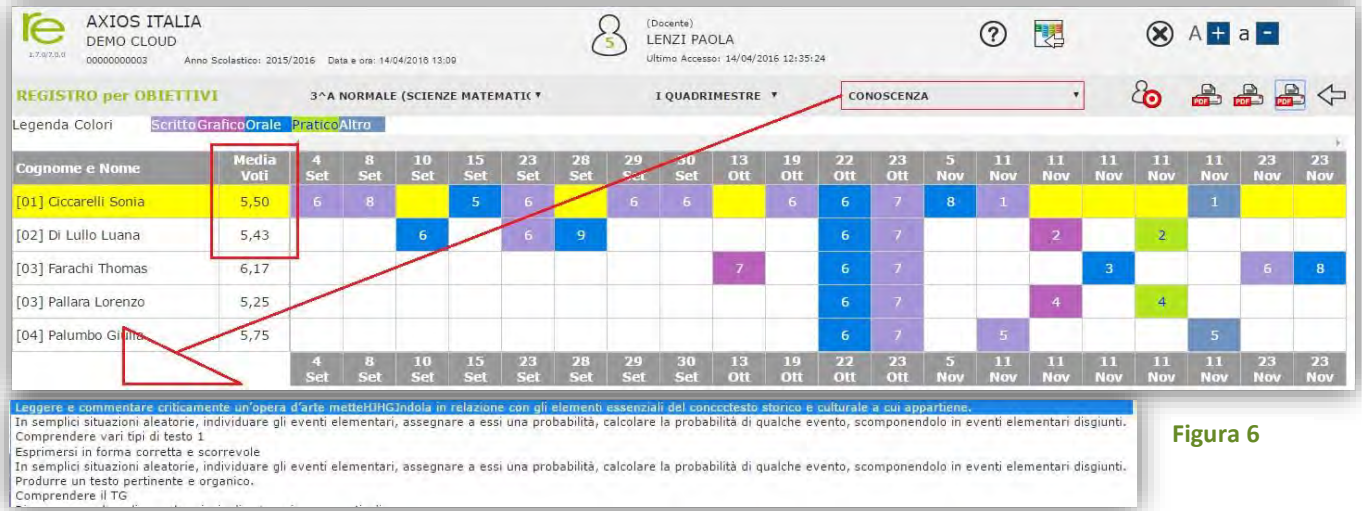 re AXIOS ITALIA
DEMO CLOUD
1.7.0/7.0.0 00000000003 Anno Scolastico: 2015/2016 Data e ora: 14/04/2016 13:09
5 (Docente)
LENZI PAOLA
Ultimo Accesso: 14/04/2016 12:35:24
? A + a -
REGISTRO per OBIETTIVI 3^A NORMALE (SCIENZE MATEMATIC I QUADRIMESTRE CONOSCENZA PDF PDF PDF
Legenda Colori Scritto Grafico Orale Pratico Altro
Cognome e Nome Media Voti 4 Set 8 Set 10 Set 15 Set 23 Set 28 Set 29 Set 30 Set 13 Ott 19 Ott 22 Ott 23 Ott 5 Nov 11 Nov 11 Nov 11 Nov 11 Nov 11 Nov 23 Nov 23 Nov
[01] Ciccarelli Sonia 5,50 6 8 5 6 6 6 6 6 7 8 1 1
[02] Di Lullo Luana 5,43 6 6 9 6 7 2 2
[03] Farachi Thomas 6,17 7 6 7 3 6 8
[03] Pallara Lorenzo 5,25 6 7 4 4
[04] Palumbo Giulia 5,75 6 7 5 5
4 Set 8 Set 10 Set 15 Set 23 Set 28 Set 29 Set 30 Set 13 Ott 19 Ott 22 Ott 23 Ott 5 Nov 11 Nov 11 Nov 11 Nov 11 Nov 11 Nov 23 Nov 23 Nov
Leggere e commentare criticamente un'opera d'arte metteHJHGJndola in relazione con gli elementi essenziali del conccctesto storico e culturale a cui appartiene.
In semplici situazioni aleatorie, individuare gli eventi elementari, assegnare a essi una probabilità, calcolare la probabilità di qualche evento, scomponendolo in eventi elementari disgiunti.
Comprendere vari tipi di testo 1
Esprimersi in forma corretta e scorrevole
In semplici situazioni aleatorie, individuare gli eventi elementari, assegnare a essi una probabilità, calcolare la probabilità di qualche evento, scomponendolo in eventi elementari disgiunti.
Produrre un testo pertinente e organico.
Comprendere il TG
Figura 6